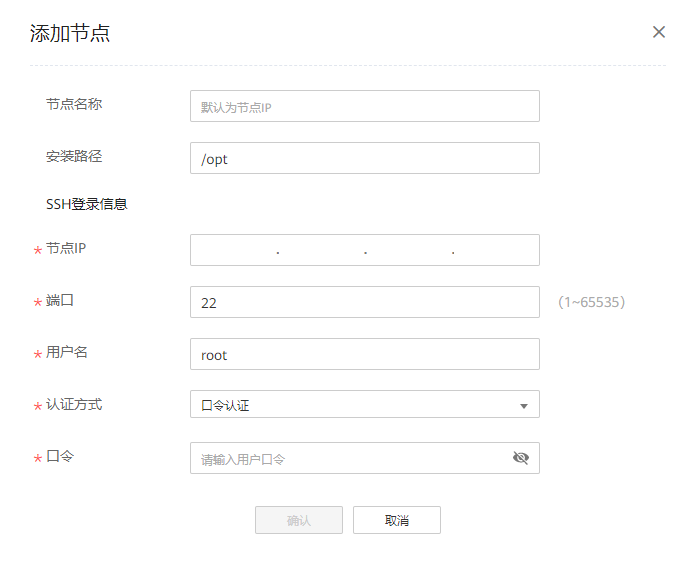 添加节点
节点名称 默认为节点IP
安装路径 /opt
SSH登录信息
* 节点IP . . .
* 端口 22 （1~65535）
* 用户名 root
* 认证方式 口令认证
* 口令 请输入用户口令
确认 取消